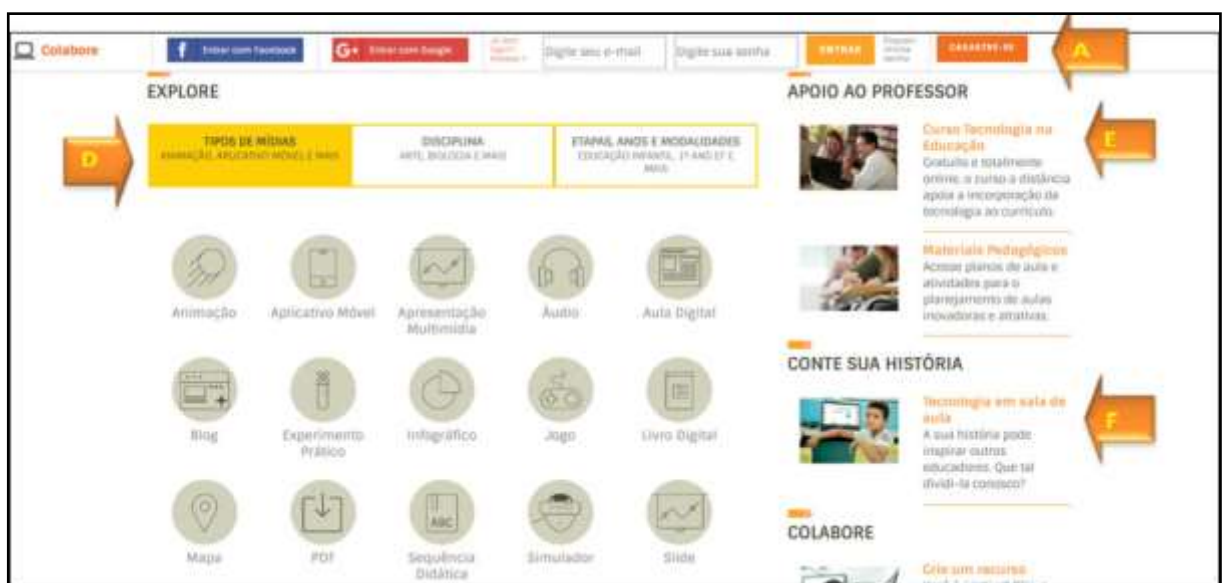 Colabore
Entrar com Facebook
Entrar com Google
Digite seu e-mail
Digite sua senha
ENTRAR
CADASTRE-SE
A
EXPLORE
D
TIPOS DE MÍDIAS
ANIMAÇÃO, APLICATIVO MÓVEL E MAIS
DISCIPLINA
ARTE, BIOLOGIA E MAIS
ETAPAS, ANOS E MODALIDADES
EDUCAÇÃO INFANTIL, 1º ANO EF E
MAIS
Animação
Aplicativo Móvel
Apresentação
Multimídia
Áudio
Aula Digital
Blog
Experimento
Prático
Infográfico
Jogo
Livro Digital
Mapa
PDF
ABC
Sequência
Didática
Simulador
Slide
APOIO AO PROFESSOR
Curso Tecnologia na
Educação
Gratuito e totalmente
online, o curso a distância
apoia a incorporação da
tecnologia ao currículo.
E
Materiais Pedagógicos
Acesse planos de aula e
atividades para o
planejamento de aulas
inovadoras e atrativas.
CONTE SUA HISTÓRIA
Tecnologia em sala de
aula
A sua história pode
inspirar outros
educadores. Que tal
dividi-la conosco?
F
COLABORE
Crie um recurso